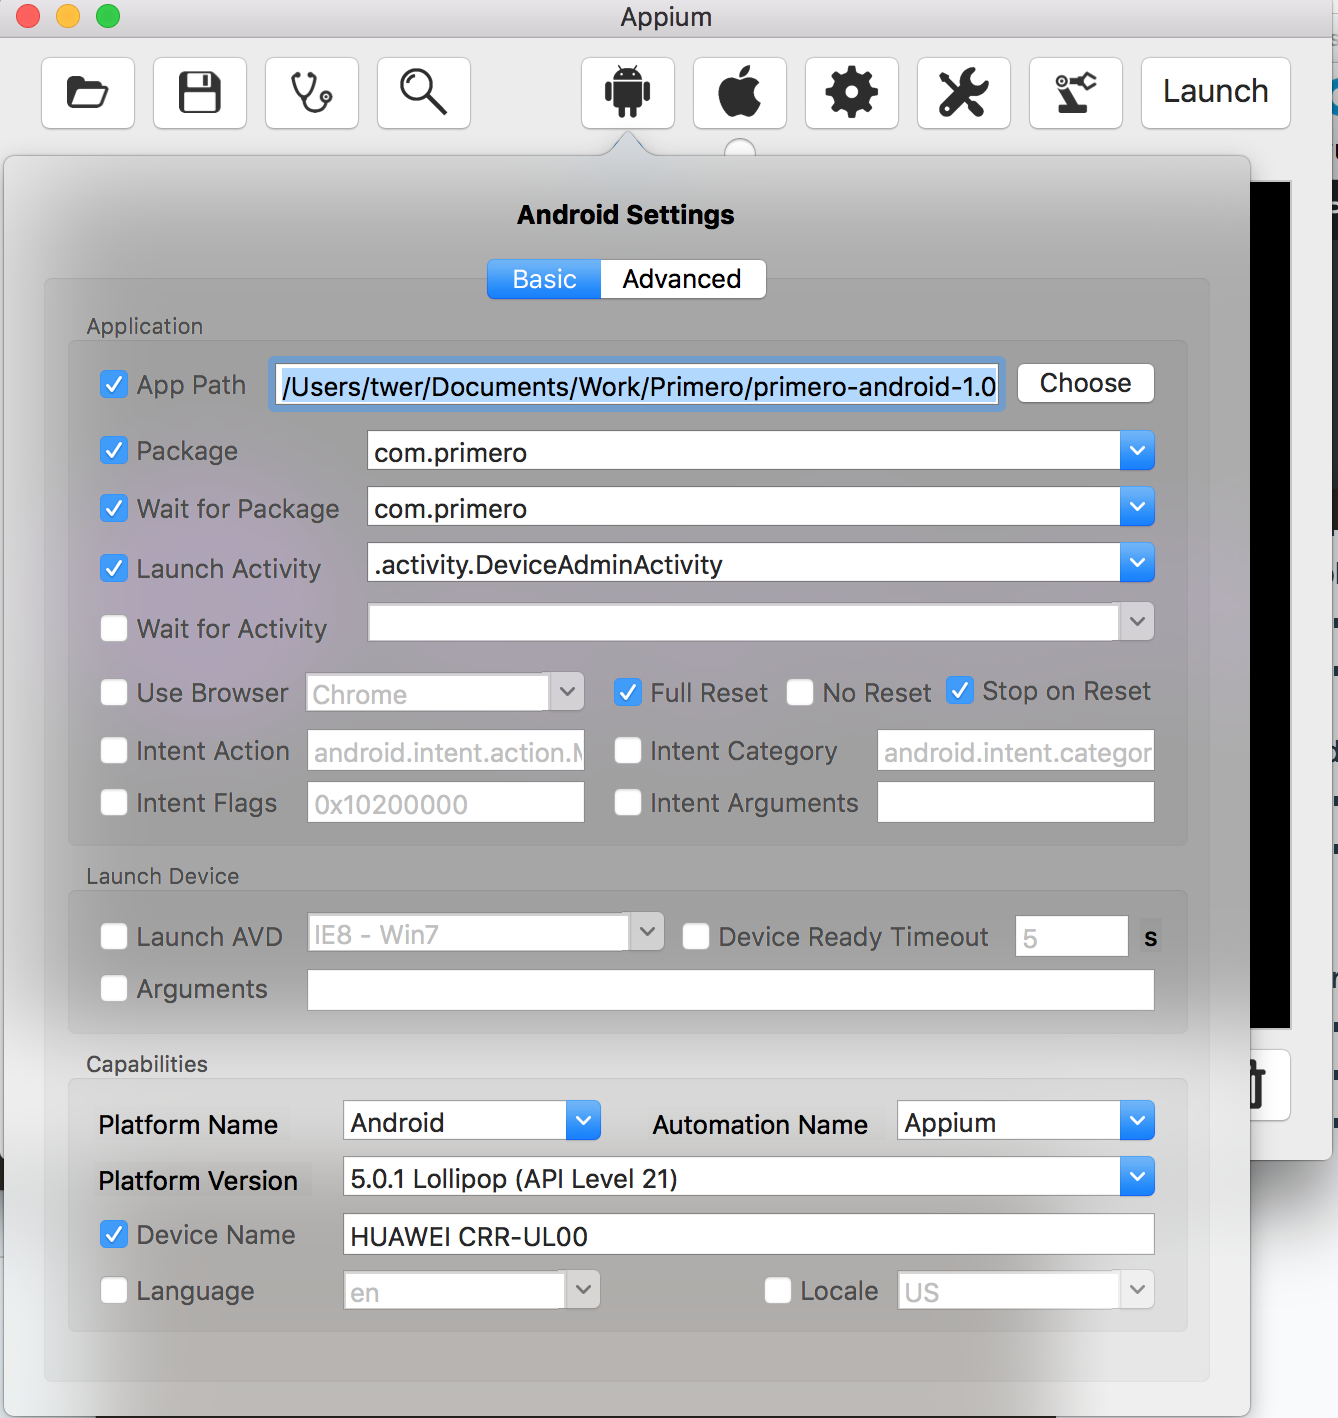 Appium
Launch
Android Settings
Basic Advanced
Application
App Path /Users/twer/Documents/Work/Primero/primero-android-1.0 Choose
Package com.primero
Wait for Package com.primero
Launch Activity .activity.DeviceAdminActivity
Wait for Activity
Use Browser Chrome Full Reset No Reset Stop on Reset
Intent Action android.intent.action.M Intent Category android.intent.categor
Intent Flags 0x10200000 Intent Arguments
Launch Device
Launch AVD IE8 - Win7 Device Ready Timeout 5 s
Arguments
Capabilities
Platform Name Android Automation Name Appium
Platform Version 5.0.1 Lollipop (API Level 21)
Device Name HUAWEI CRR-UL00
Language en Locale US